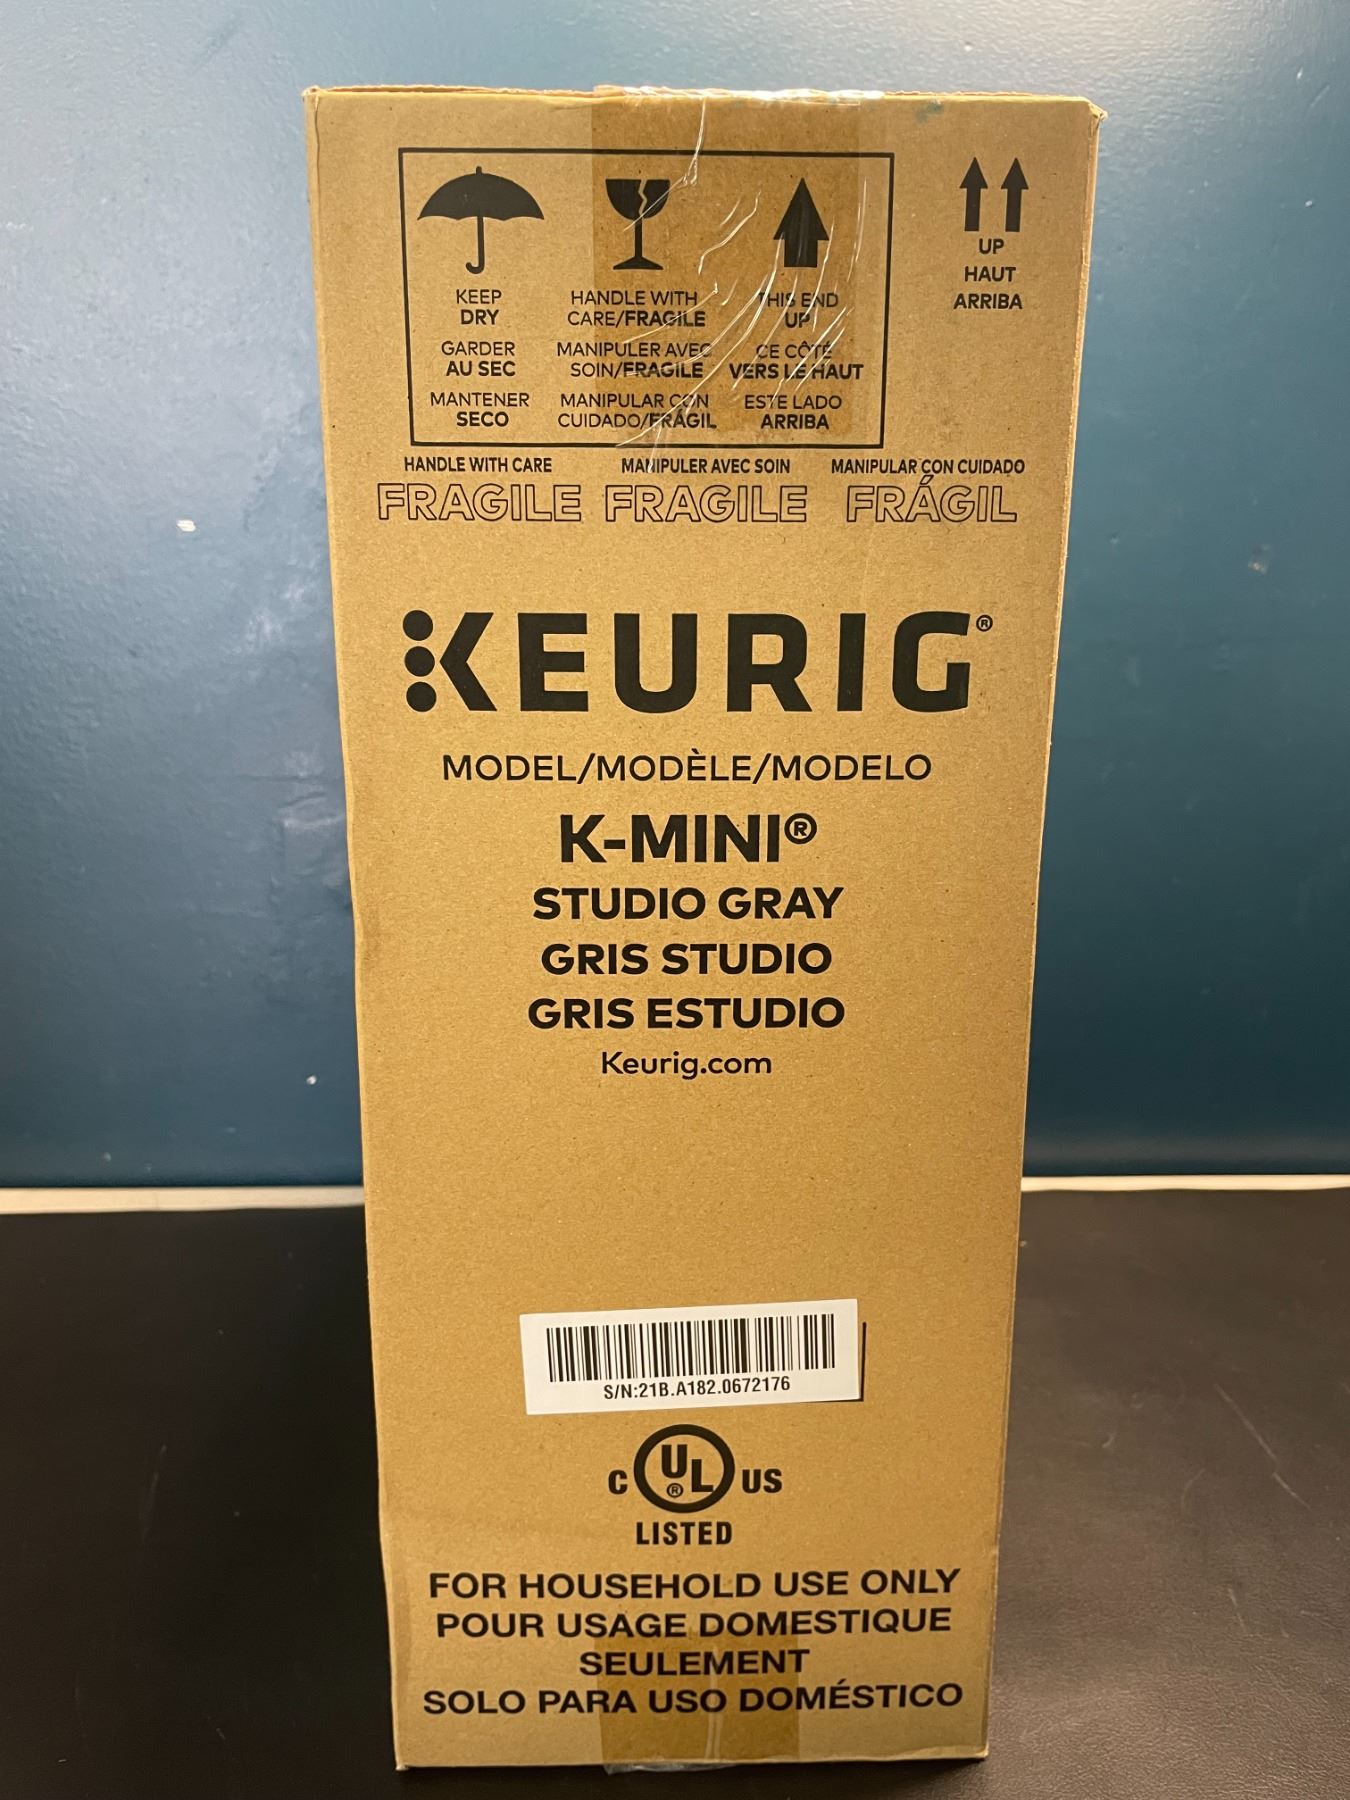 KEEP
DRY
GARDER
AU SEC
MANTENER
SECO
HANDLE WITH
CARE/FRAGILE
MANIPULER AVEC
SOIN/FRAGILE
MANIPULAR CON
CUIDADO/FRÁGIL
THIS END
UP
CE CÔTÉ
VERS LE HAUT
ESTE LADO
ARRIBA
UP
HAUT
ARRIBA
HANDLE WITH CARE
FRAGILE
MANIPULER AVEC SOIN
FRAGILE
MANIPULAR CON CUIDADO
FRÁGIL
KEURIG®
MODEL/MODÈLE/MODELO
K-MINI®
STUDIO GRAY
GRIS STUDIO
GRIS ESTUDIO
Keurig.com
S/N:21B.A182.0672176
C UL® US
LISTED
FOR HOUSEHOLD USE ONLY
POUR USAGE DOMESTIQUE
SEULEMENT
SOLO PARA USO DOMÉSTICO